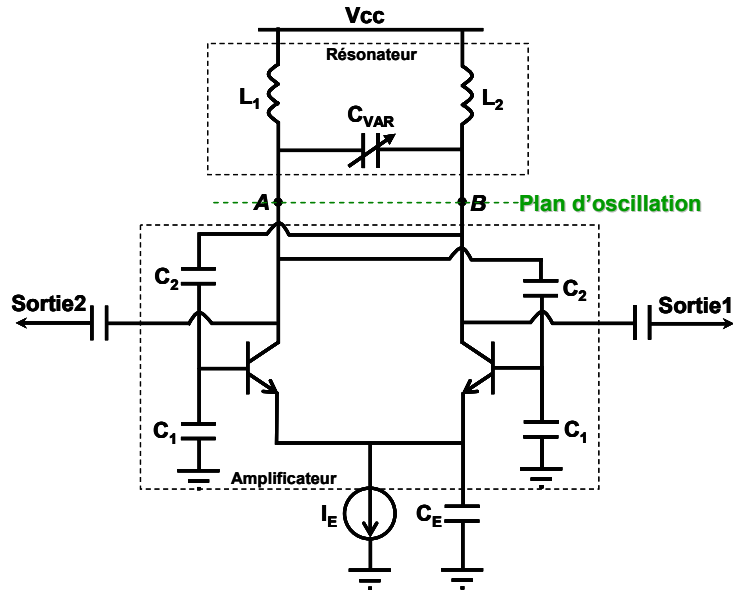 Vcc
Résonateur
L1
L2
CVAR
A
B
Plan d'oscillation
C2
C2
Sortie2
Sortie1
C1
C1
Amplificateur
IE
CE